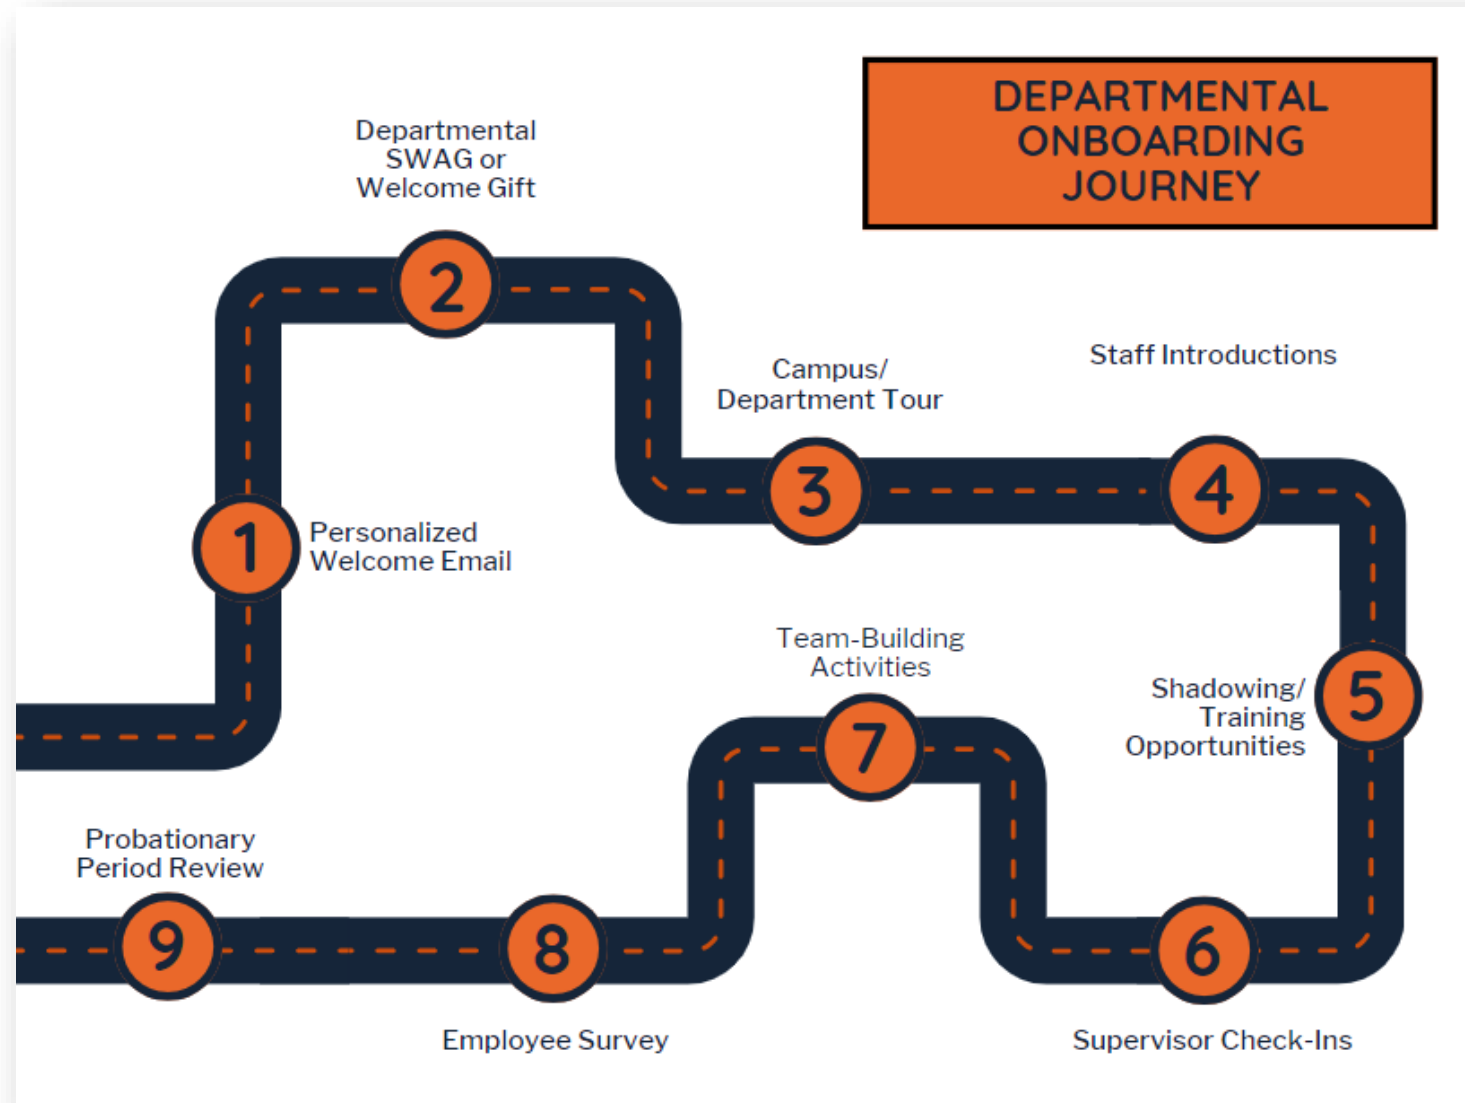 DEPARTMENTAL
ONBOARDING
JOURNEY
Departmental
SWAG or
Welcome Gift
2
Campus/
Department Tour
3
Staff Introductions
4
1
Personalized
Welcome Email
Team-Building
Activities
7
Shadowing/
Training
Opportunities
5
Probationary
Period Review
9
8
Employee Survey
6
Supervisor Check-Ins